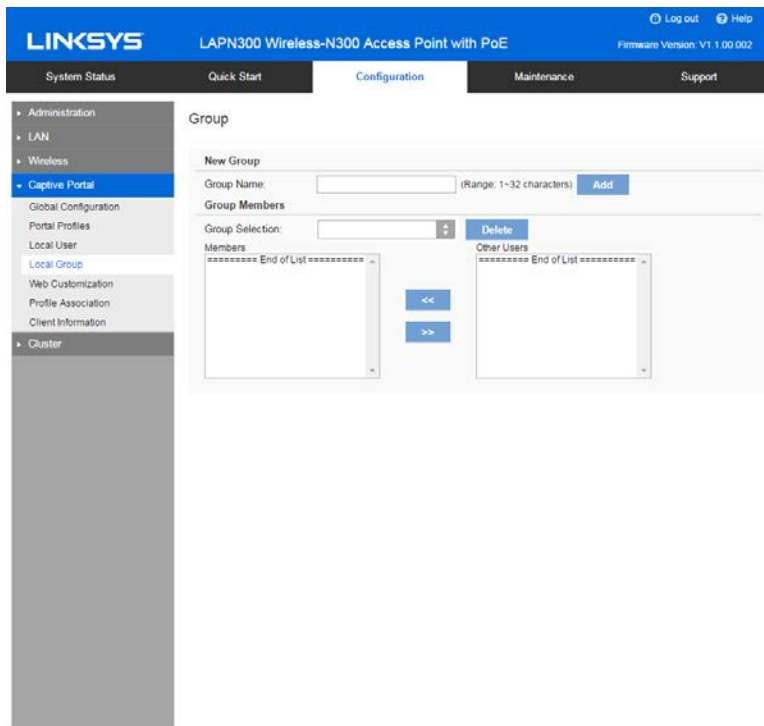 Log out Help
LINKSYS LAPN300 Wireless-N300 Access Point with PoE Firmware Version: V1.1.00.002
System Status Quick Start Configuration Maintenance Support
Administration
LAN
Wireless
Captive Portal
Global Configuration
Portal Profiles
Local User
Local Group
Web Customization
Profile Association
Client Information
Cluster
Group
New Group
Group Name: (Range: 1~32 characters) Add
Group Members
Group Selection: Delete
Members Other Users
========= End of List ========== ========= End of List ==========
<<
>>